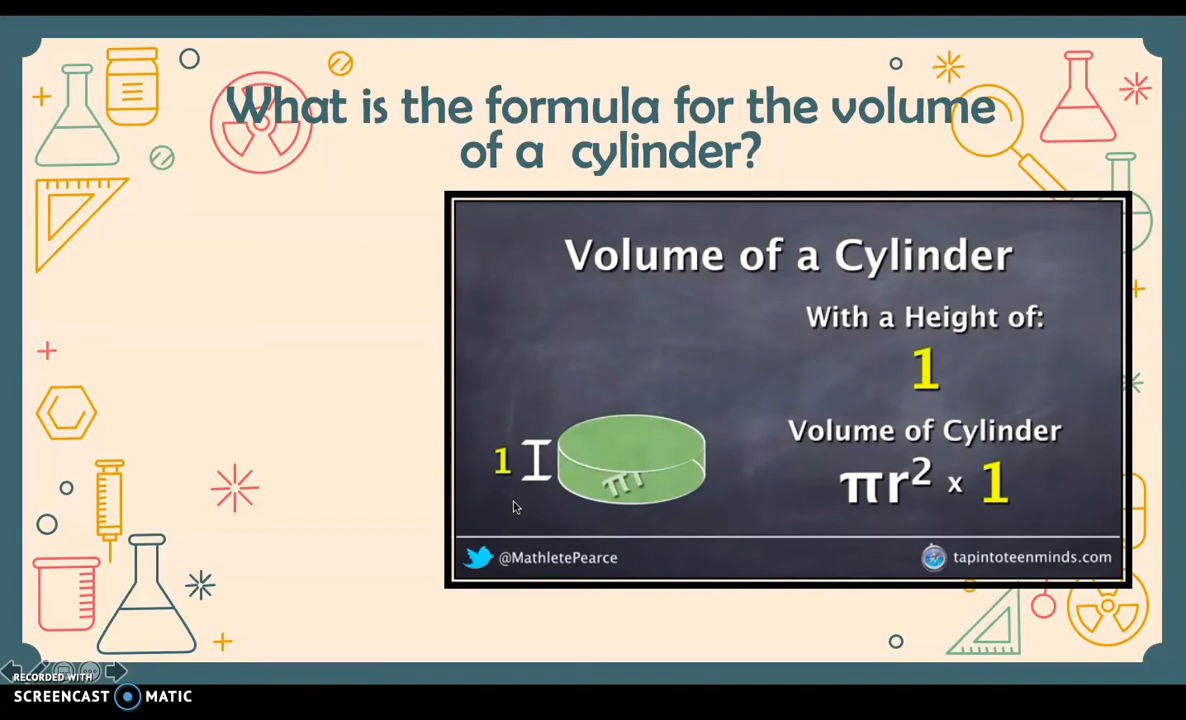 What is the formula for the volume
of a cylinder?
Volume of a Cylinder
With a Height of:
1
Volume of Cylinder
1
πr
πr² x 1
@MathletePearce
tapintoteenminds.com
RECORDED WITH
SCREENCAST MATIC